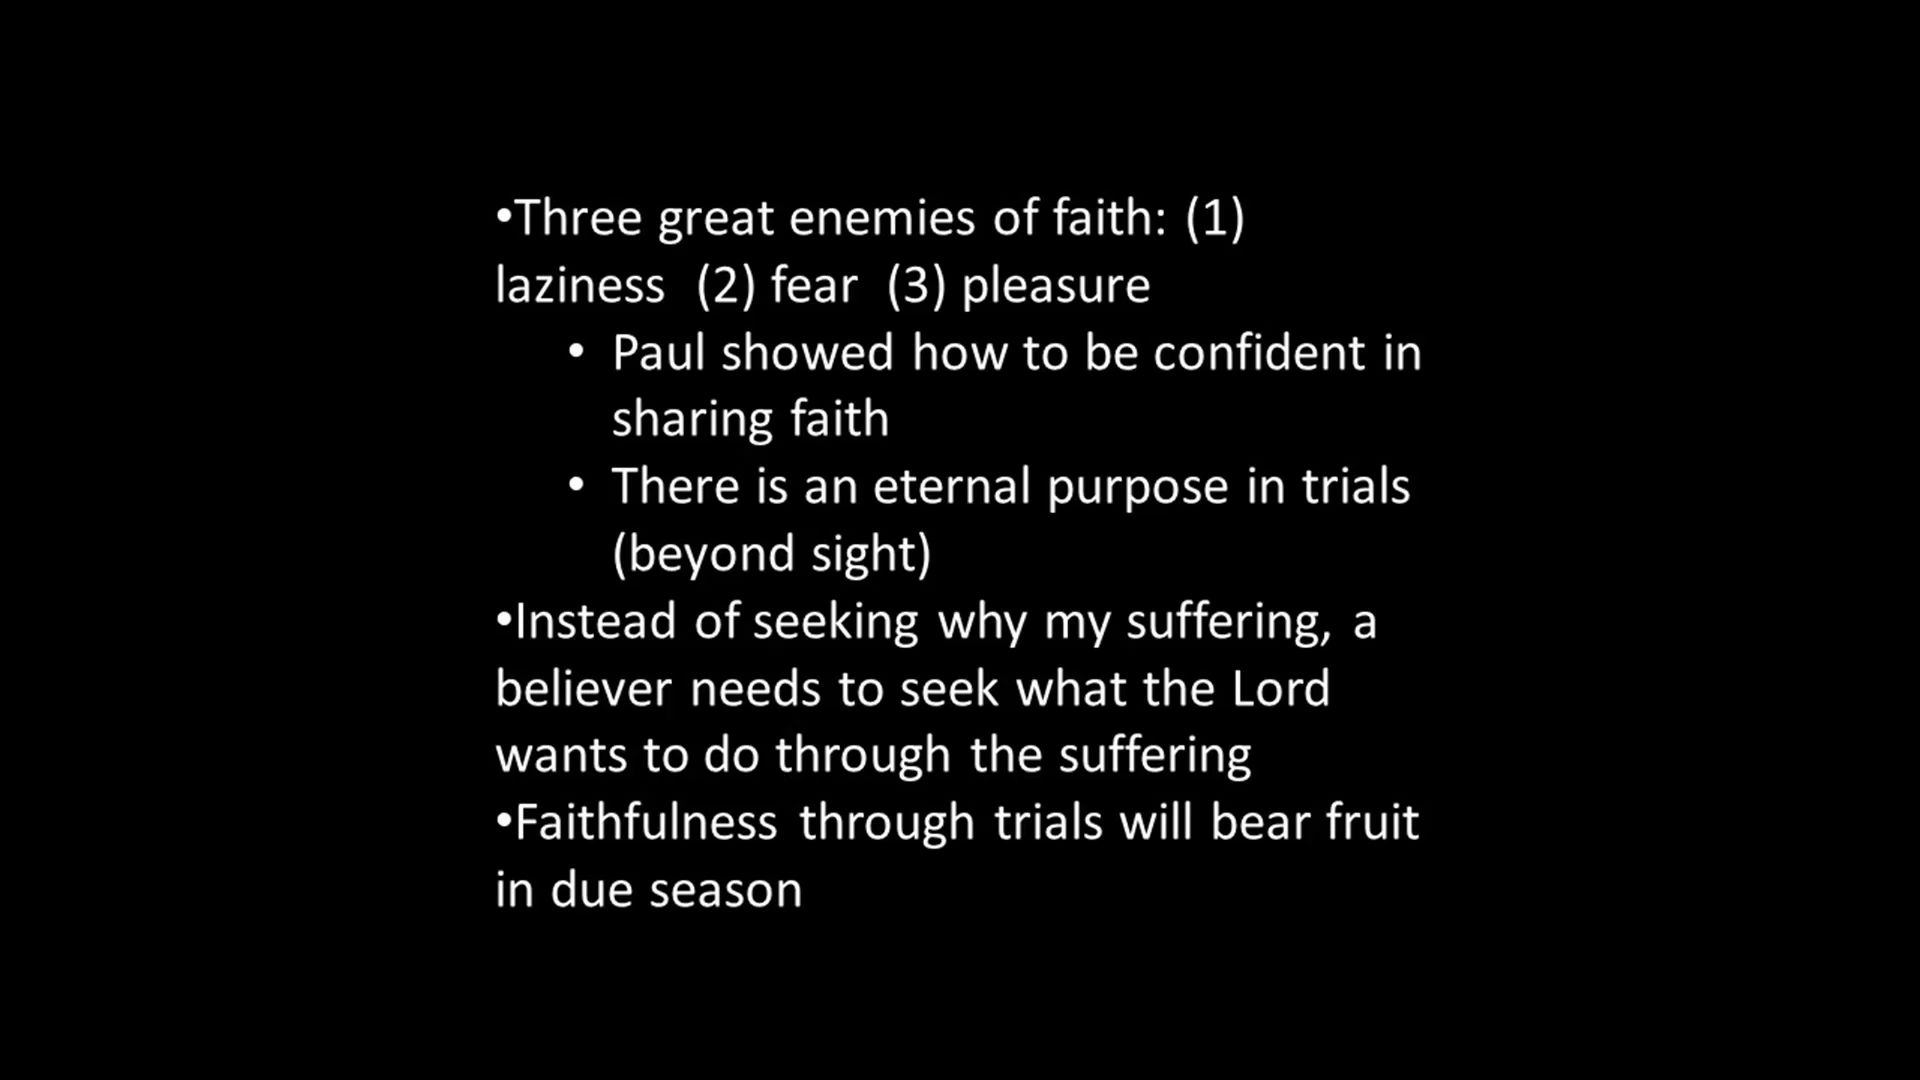 •Three great enemies of faith: (1)
laziness (2) fear (3) pleasure
• Paul showed how to be confident in
sharing faith
• There is an eternal purpose in trials
(beyond sight)
•Instead of seeking why my suffering, a
believer needs to seek what the Lord
wants to do through the suffering
•Faithfulness through trials will bear fruit
in due season